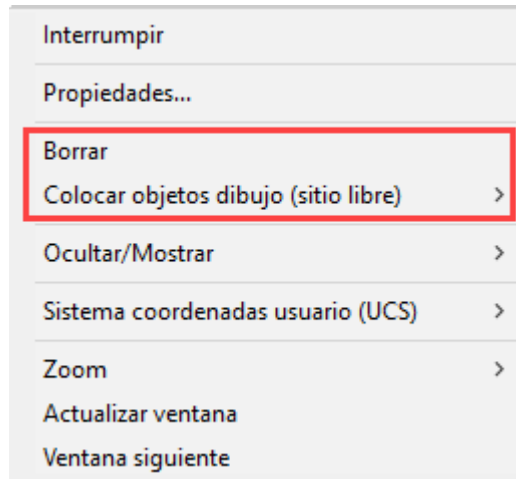 Interrumpir
Propiedades...
Borrar
Colocar objetos dibujo (sitio libre)
Ocultar/Mostrar
Sistema coordenadas usuario (UCS)
Zoom
Actualizar ventana
Ventana siguiente